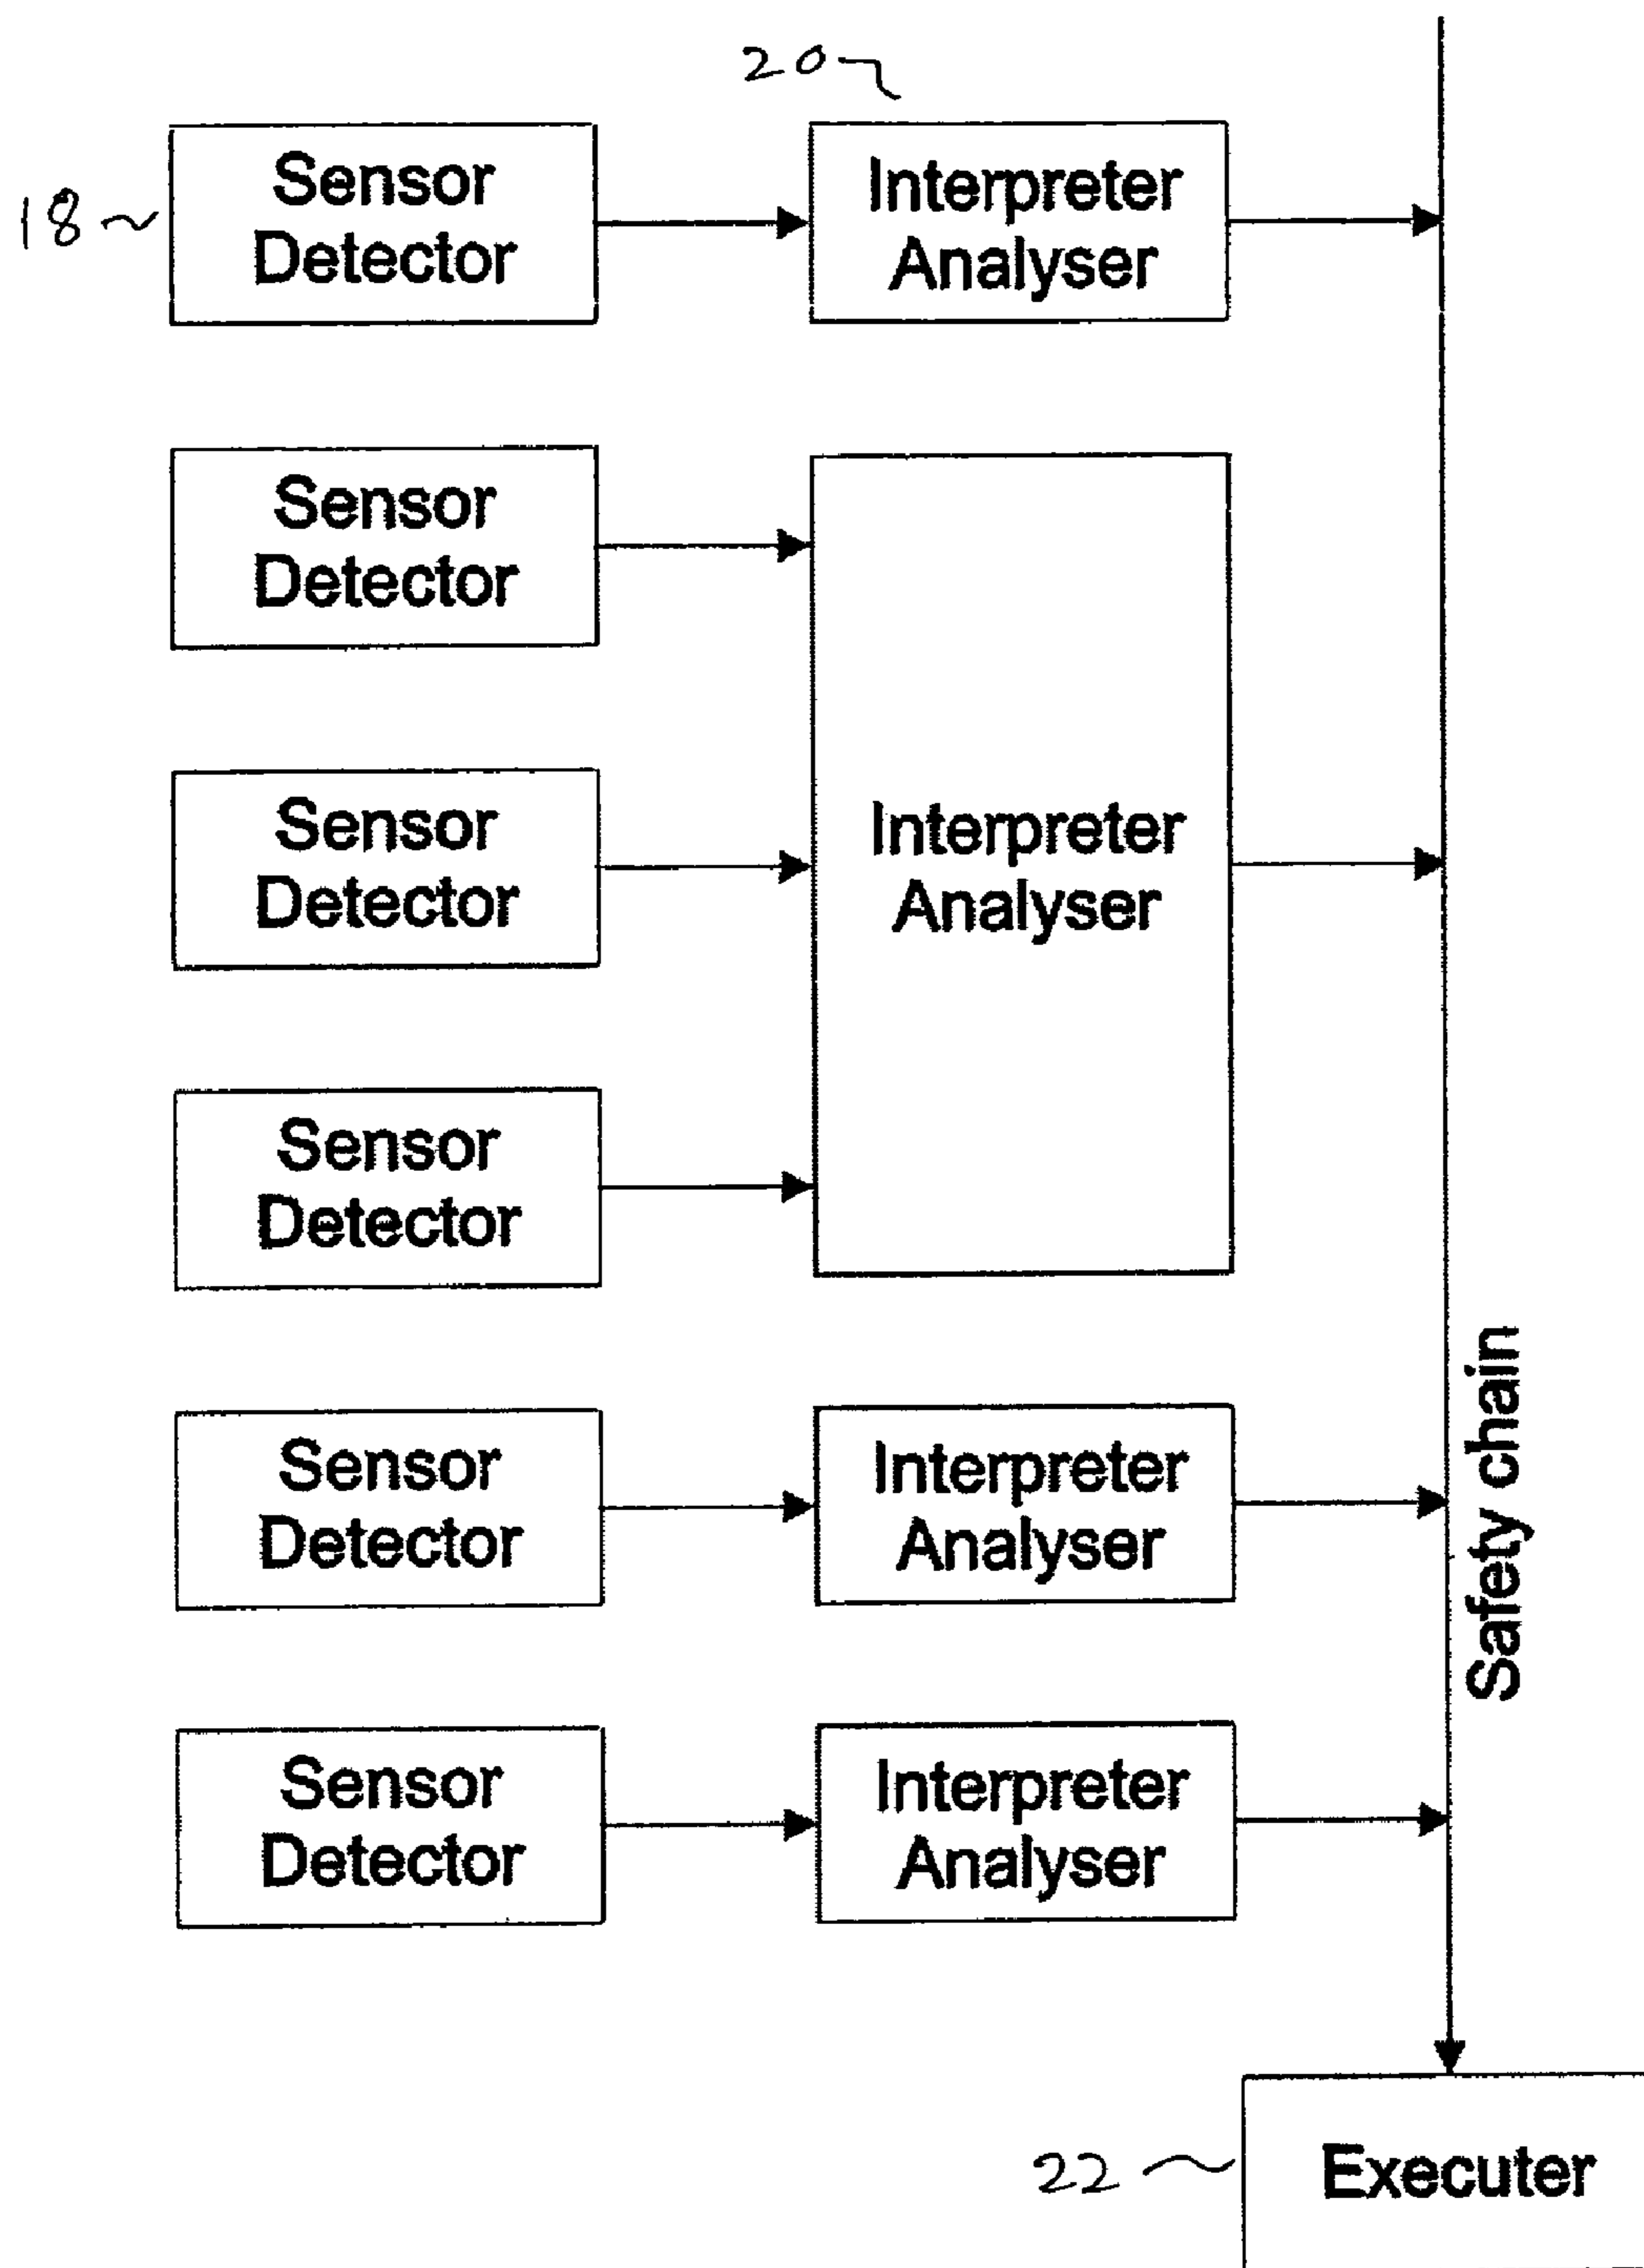 20
18
Sensor
Detector
Interpreter
Analyser
Sensor
Detector
Sensor
Detector
Interpreter
Analyser
Sensor
Detector
Sensor
Detector
Interpreter
Analyser
Safety chain
Sensor
Detector
Interpreter
Analyser
22
Executer